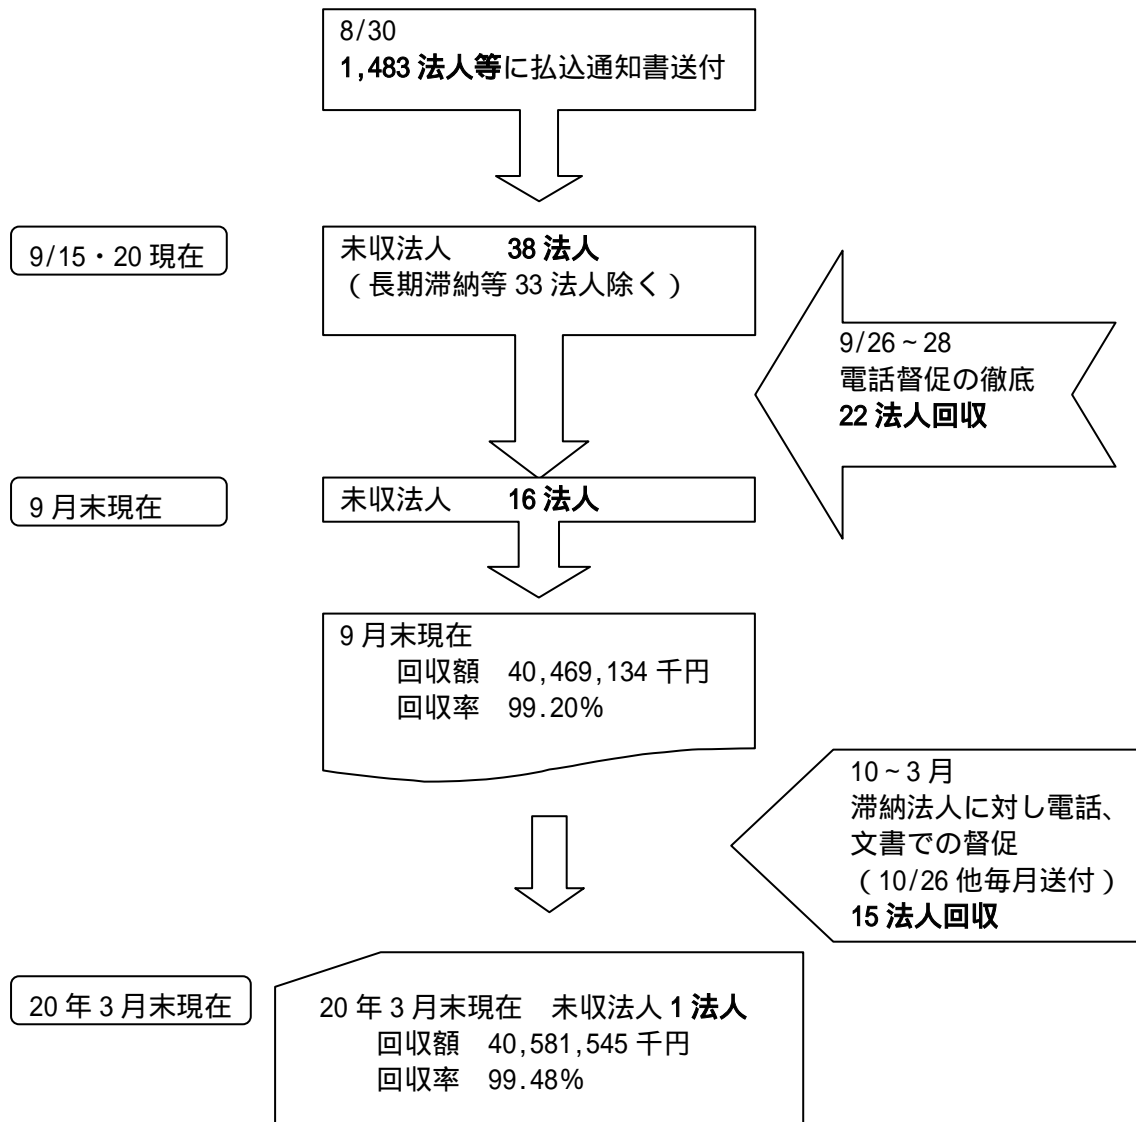 8/30
1,483 法人等に払込通知書送付
9/15・20 現在
未収法人　38 法人
（長期滞納等 33 法人除く）
9/26~28
電話督促の徹底
22 法人回収
9 月末現在
未収法人　16 法人
9 月末現在
回収額　40,469,134 千円
回収率　99.20%
10~3 月
滞納法人に対し電話、
文書での督促
（10/26 他毎月送付）
15 法人回収
20 年 3 月末現在
20 年 3 月末現在　未収法人 1 法人
回収額　40,581,545 千円
回収率　99.48%